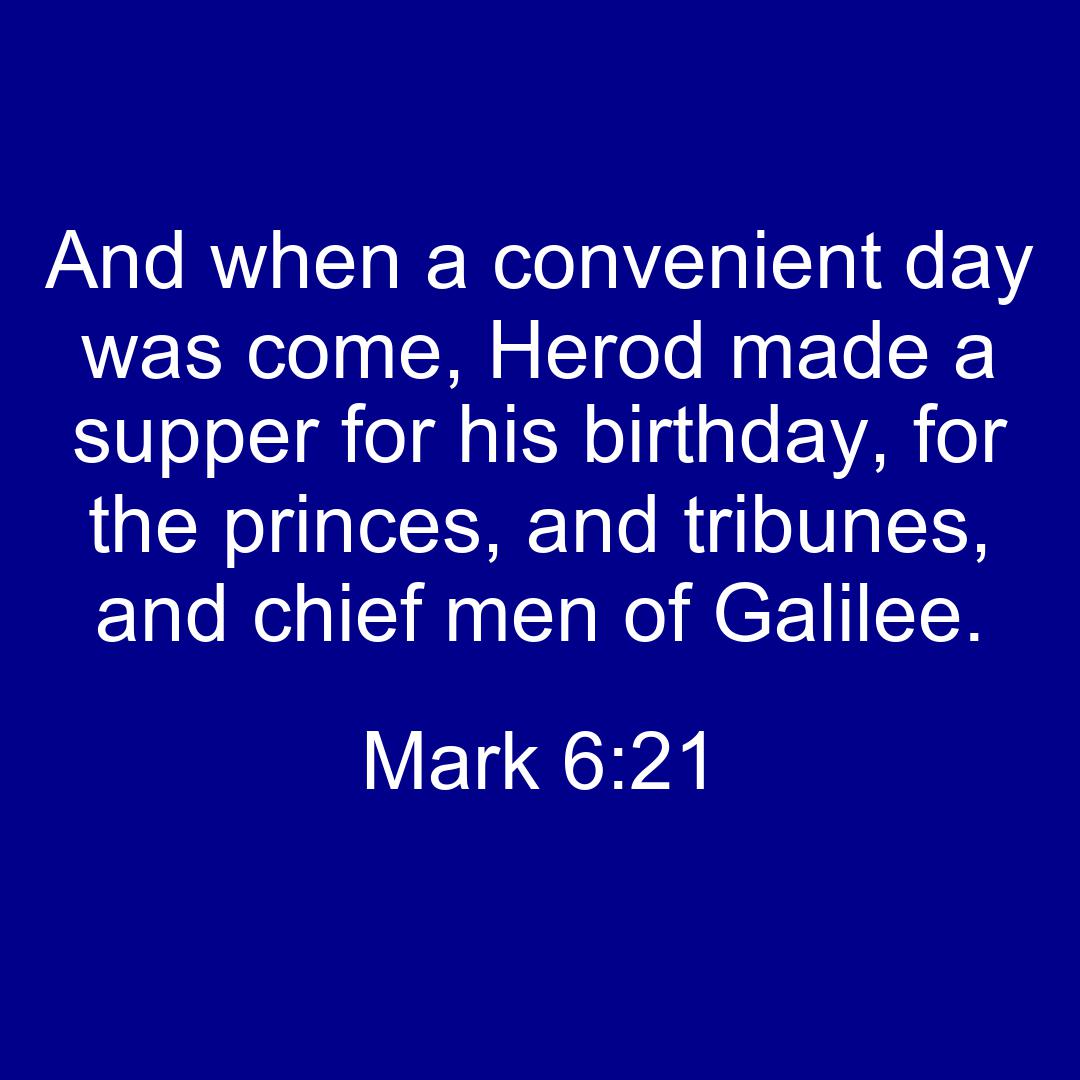 And when a convenient day
was come, Herod made a
supper for his birthday, for
the princes, and tribunes,
and chief men of Galilee.
Mark 6:21